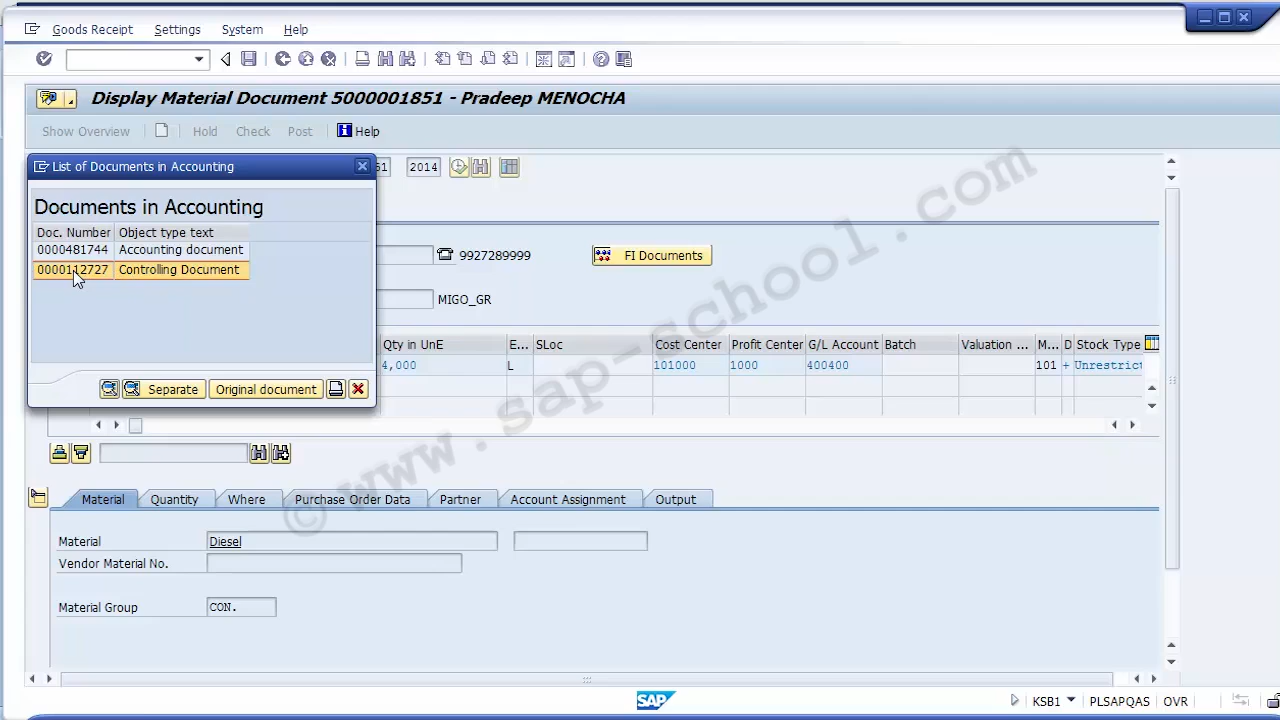 Goods Receipt Settings System Help
Display Material Document 5000001851 - Pradeep MENOCHA
Show Overview Hold Check Post Help
List of Documents in Accounting
51 2014
Documents in Accounting
Doc. Number Object type text
0000481744 Accounting document
0000112727 Controlling Document
9927289999 FI Documents
MIGO_GR
Qty in UnE E... SLoc Cost Center Profit Center G/L Account Batch Valuation ... M... D Stock Type
4,000 L 101000 1000 400400 101 + Unrestrict
Separate Original document
Material Quantity Where Purchase Order Data Partner Account Assignment Output
Material Diesel
Vendor Material No.
Material Group CON.
© www.sap-school.com
SAP KSB1 PLSAPQAS OVR